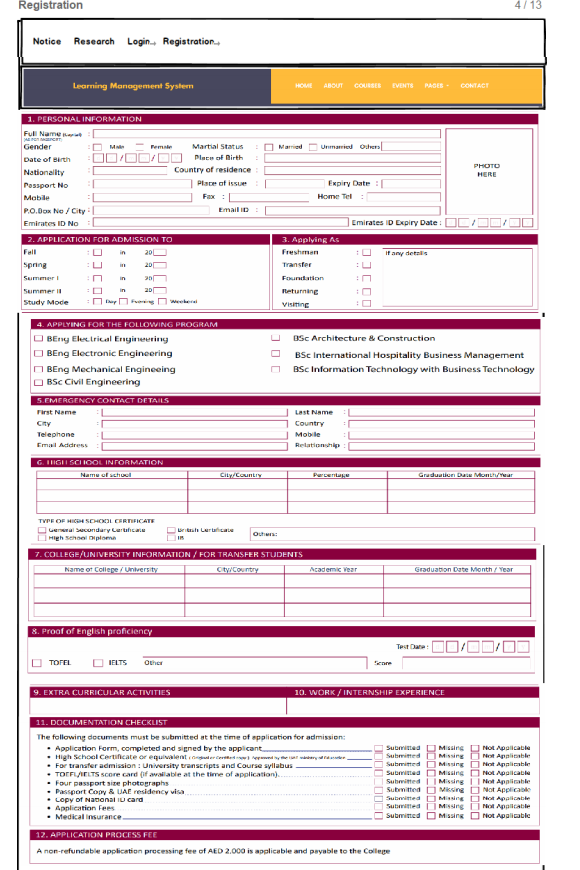 Registration 4 / 13
Notice Research Login Registration
Learning Management System HOME ABOUT COURSES EVENTS PAGES CONTACT
1. PERSONAL INFORMATION
Full Name (Capital) :
(AS PDT PASSPORT)
Gender : Male Female Martial Status : Married Unmarried Others
Date of Birth : / / Place of Birth :
Nationality : Country of residence :
PHOTO HERE
Passport No : Place of issue : Expiry Date :
Mobile : Fax : Home Tel :
P.O.Box No / City : Email ID :
Emirates ID No : Emirates ID Expiry Date : / /
2. APPLICATION FOR ADMISSION TO 3. Applying As
Fall : in 20 Freshman : If any details
Spring : in 20 Transfer :
Summer I : in 20 Foundation :
Summer II : in 20 Returning :
Study Mode : Day Evening Weekend Visiting :
4. APPLYING FOR THE FOLLOWING PROGRAM
BEng Electrical Engineering BSc Architecture & Construction
BEng Electronic Engineering BSc International Hospitality Business Management
BEng Mechanical Engineeing BSc Information Technology with Business Technology
BSc Civil Engineering
5.EMERGENCY CONTACT DETAILS
First Name : Last Name :
City : Country :
Telephone : Mobile :
Email Address : Relationship :
6. HIGH SCHOOL INFORMATION
Name of school City/Country Percentage Graduation Date Month/Year
TYPE OF HIGH SCHOOL CERTIFICATE
General Secondary Certificate British Certificate Others:
High School Diploma IB
7. COLLEGE/UNIVERSITY INFORMATION / FOR TRANSFER STUDENTS
Name of College / University City/Country Academic Year Graduation Date Month / Year
8. Proof of English proficiency
Test Date : / /
TOFEL IELTS Other Score
9. EXTRA CURRICULAR ACTIVITIES 10. WORK / INTERNSHIP EXPERIENCE
11. DOCUMENTATION CHECKLIST
The following documents must be submitted at the time of application for admission:
• Application Form, completed and signed by the applicant Submitted Missing Not Applicable
• High School Certificate or equivalent (Original or Certified copy) Approved by the UAE Ministry of Education Submitted Missing Not Applicable
• For transfer admission : University transcripts and Course syllabus Submitted Missing Not Applicable
• TOEFL/IELTS score card (if available at the time of application) Submitted Missing Not Applicable
• Four passport size photographs Submitted Missing Not Applicable
• Passport Copy & UAE residency visa Submitted Missing Not Applicable
• Copy of National ID card Submitted Missing Not Applicable
• Application Fees Submitted Missing Not Applicable
• Medical Insurance Submitted Missing Not Applicable
12. APPLICATION PROCESS FEE
A non-refundable application processing fee of AED 2,000 is applicable and payable to the College